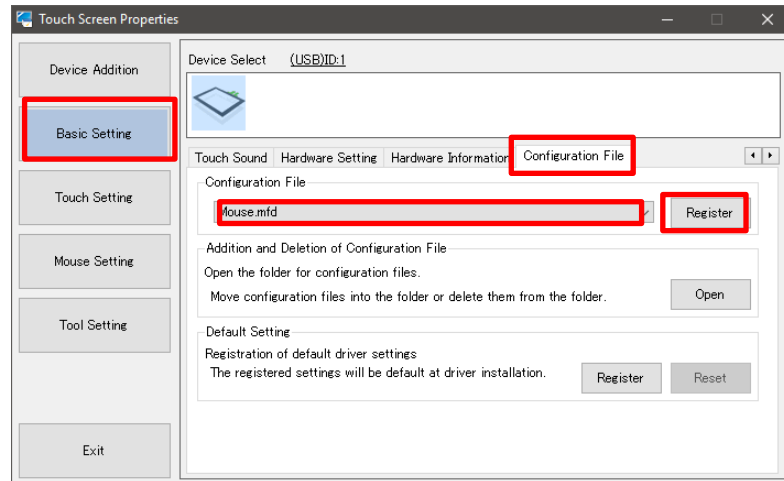 Touch Screen Properties
Device Addition
Basic Setting
Touch Setting
Mouse Setting
Tool Setting
Exit
Device Select (USB)ID:1
Touch Sound Hardware Setting Hardware Information Configuration File
Configuration File
Mouse.mfd
Register
Addition and Deletion of Configuration File
Open the folder for configuration files.
Move configuration files into the folder or delete them from the folder.
Open
Default Setting
Registration of default driver settings
The registered settings will be default at driver installation.
Register Reset